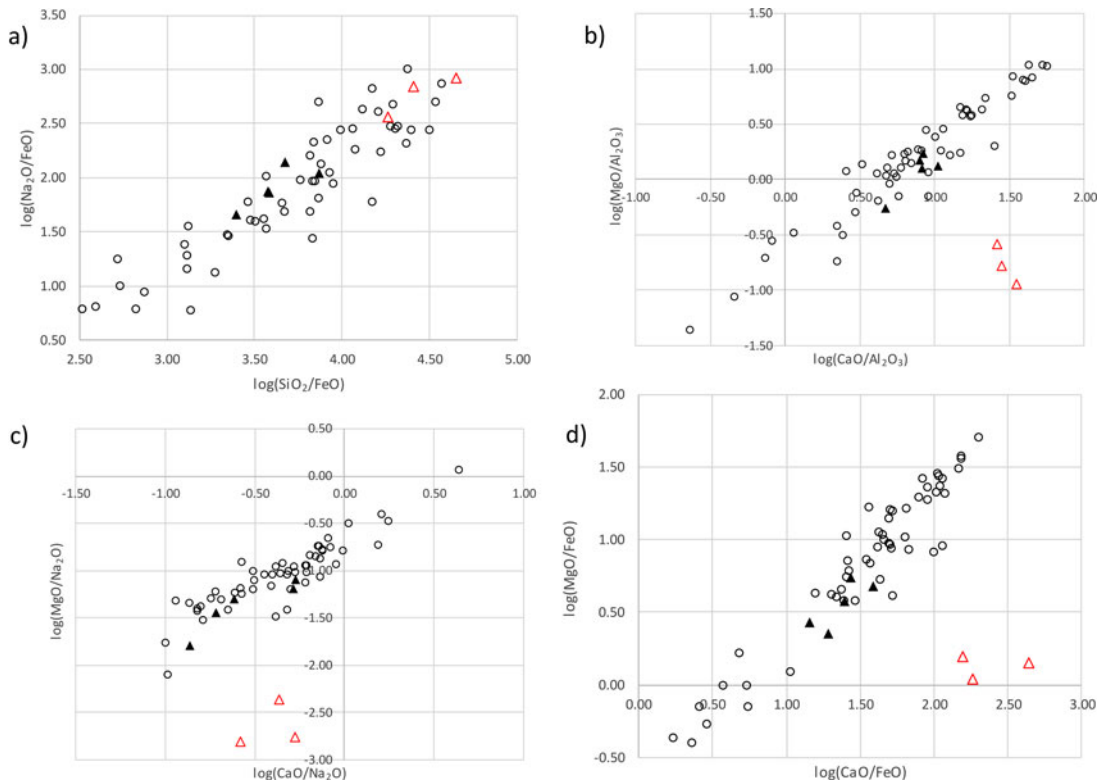 a)
3.50
3.00
2.50
2.00
1.50
1.00
0.50
2.50 3.00 3.50 4.00 4.50 5.00
log(Na₂O/FeO)
log(SiO₂/FeO)
b)
1.50
1.00
0.50
0.00
-0.50
-1.00
-1.50
-1.00 -0.50 0.00 0.50 1.00 1.50 2.00
log(MgO/Al₂O₃)
log(CaO/Al₂O₃)
c)
0.50
0.00
-0.50
-1.00
-1.50
-2.00
-2.50
-3.00
-1.50 -1.00 -0.50 0.00 0.50 1.00
log(MgO/Na₂O)
log(CaO/Na₂O)
d)
2.00
1.50
1.00
0.50
0.00
-0.50
0.00 0.50 1.00 1.50 2.00 2.50 3.00
log(MgO/FeO)
log(CaO/FeO)